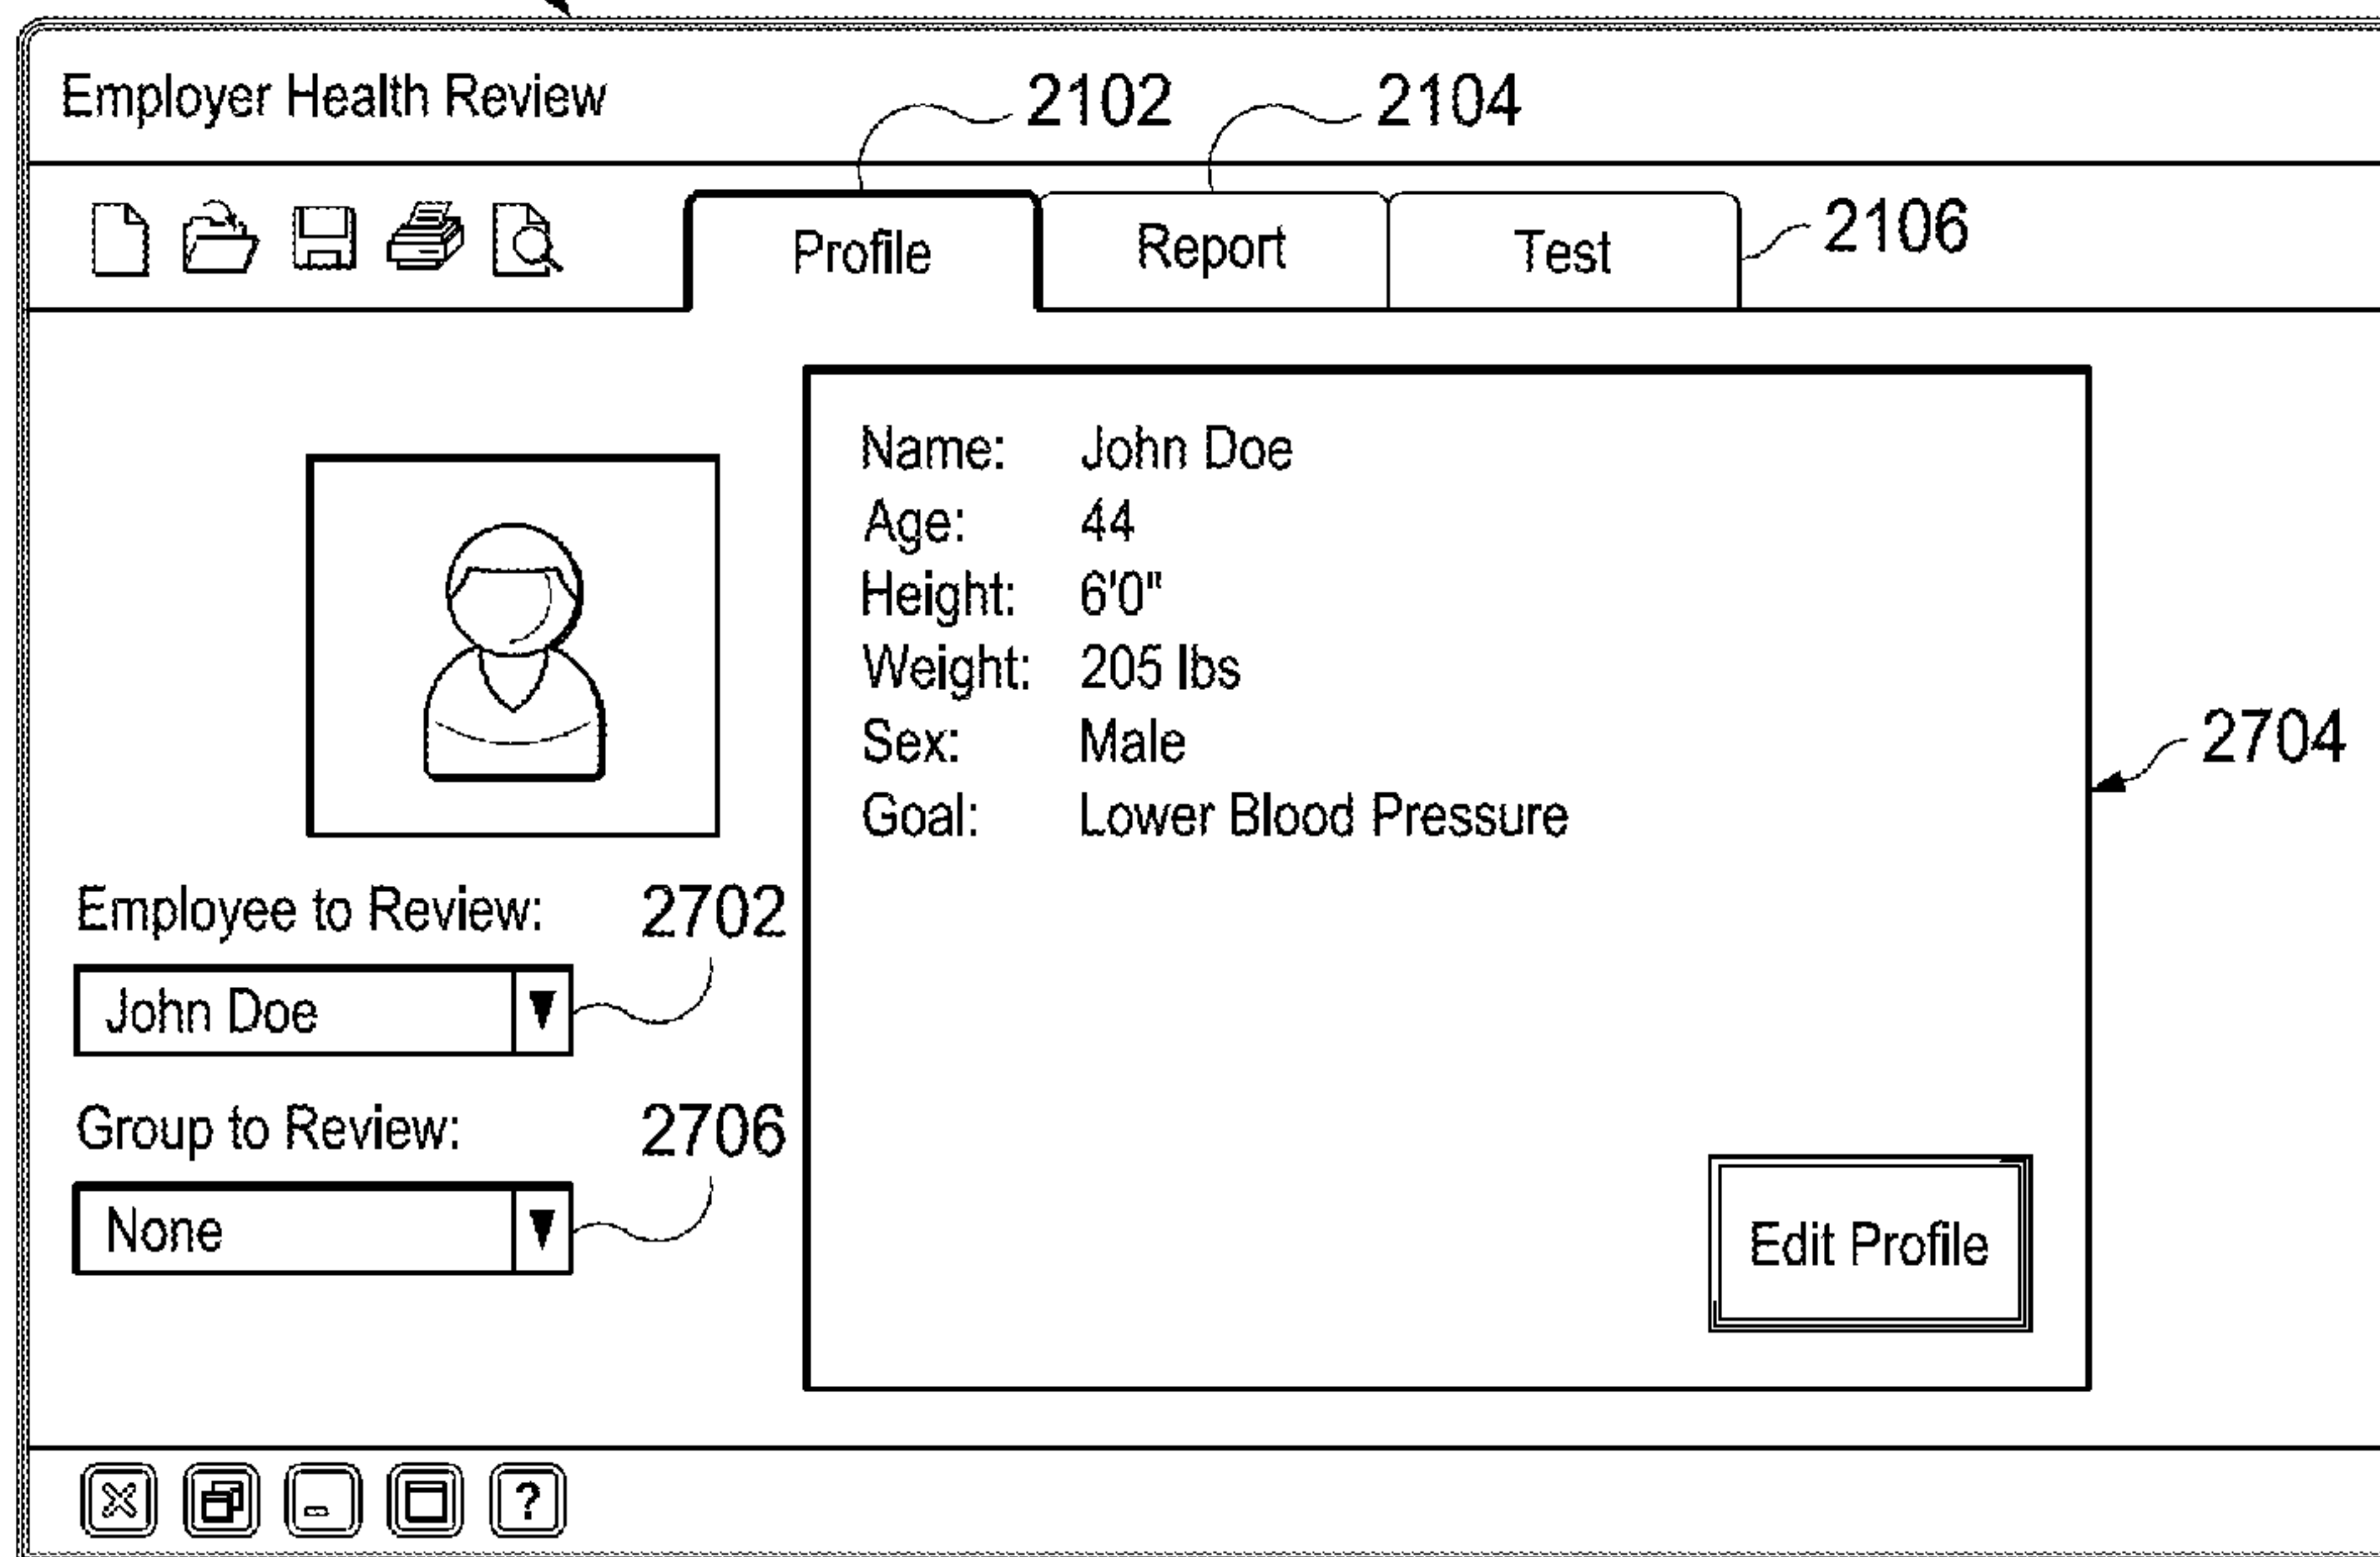 Employer Health Review
2102
2104
Profile
Report
Test
2106
Name: John Doe
Age: 44
Height: 6'0"
Weight: 205 lbs
Sex: Male
Goal: Lower Blood Pressure
2704
Employee to Review:
2702
John Doe
Group to Review:
2706
None
Edit Profile
?